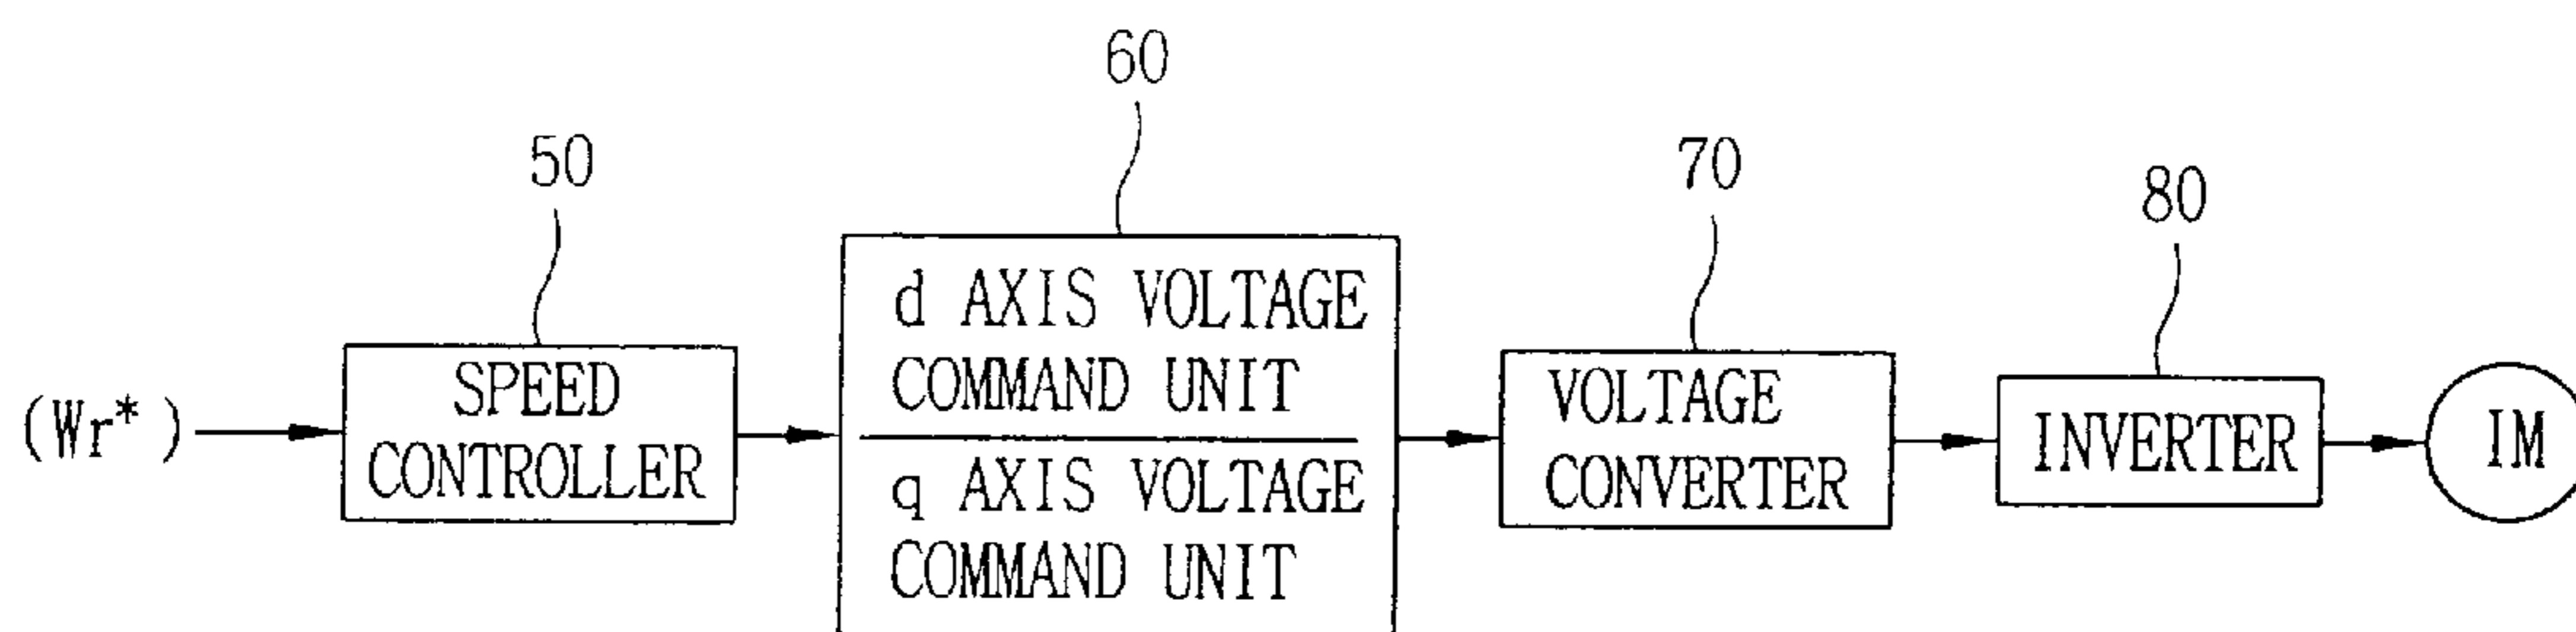 60
50
70
80
(Wr*)
SPEED
CONTROLLER
d AXIS VOLTAGE
COMMAND UNIT
q AXIS VOLTAGE
COMMAND UNIT
VOLTAGE
CONVERTER
INVERTER
IM